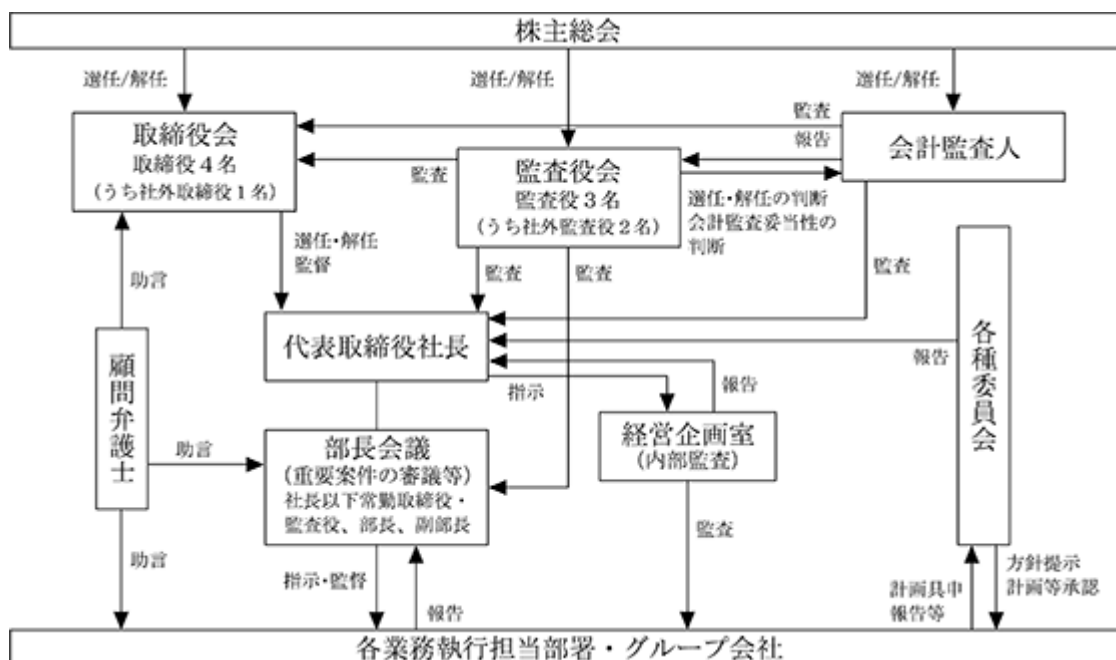 株主総会
選任/解任
選任/解任
選任/解任
取締役会
取締役4名
(うち社外取締役1名)
監査
報告
会計監査人
監査
監査役会
監査役3名
(うち社外監査役2名)
選任・解任の判断
会計監査妥当性の
判断
選任・解任
監督
監査
監査
監査
助言
代表取締役社長
報告
各種委員会
顧問弁護士
指示
報告
経営企画室
(内部監査)
助言
部長会議
(重要案件の審議等)
社長以下常勤取締役・
監査役、部長、副部長
監査
助言
指示・監督
報告
計画具申
報告等
方針提示
計画等承認
各業務執行担当部署・グループ会社